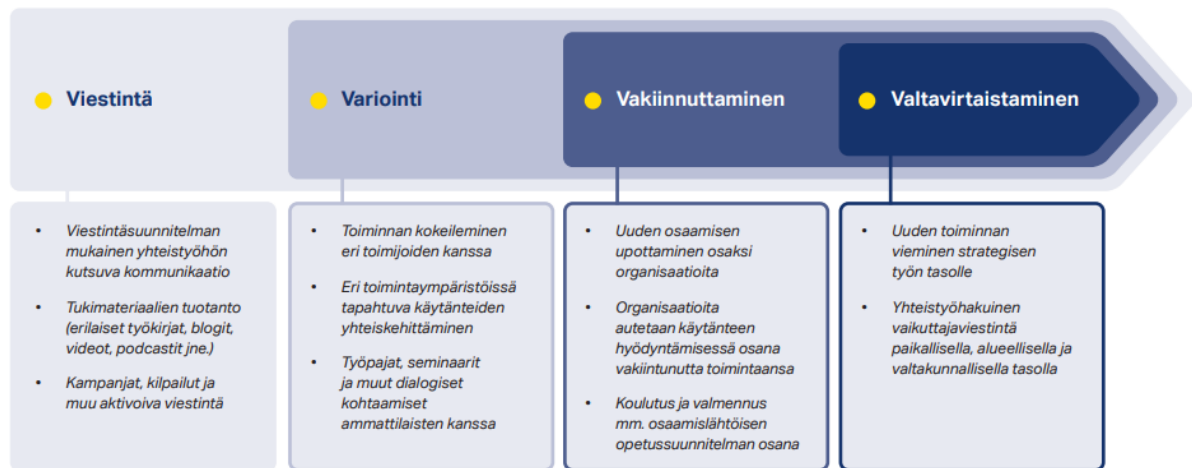 Viestintä
Variointi
Vakiinnuttaminen
Valtavirtaistaminen
• Viestintäsuunnitelman
mukainen yhteistyöhön
kutsuva kommunikaatio
• Tukimateriaalien tuotanto
(erilaiset työkirjat, blogit,
videot, podcastit jne.)
• Kampanjat, kilpailut ja
muu aktivoiva viestintä
• Toiminnan kokeileminen
eri toimijoiden kanssa
• Eri toimintaympäristöissä
tapahtuva käytänteiden
yhteiskehittäminen
• Työpajat, seminaarit
ja muut dialogiset
kohtaamiset
ammattilaisten kanssa
• Uuden osaamisen
upottaminen osaksi
organisaatioita
• Organisaatioita
autetaan käytänteen
hyödyntämisessä osana
vakiintunutta toimintaansa
• Koulutus ja valmennus
mm. osaamislähtöisen
opetussuunnitelman osana
• Uuden toiminnan
vieminen strategisen
työn tasolle
• Yhteistyöhakuinen
vaikuttajaviestintä
paikallisella, alueellisella ja
valtakunnallisella tasolla